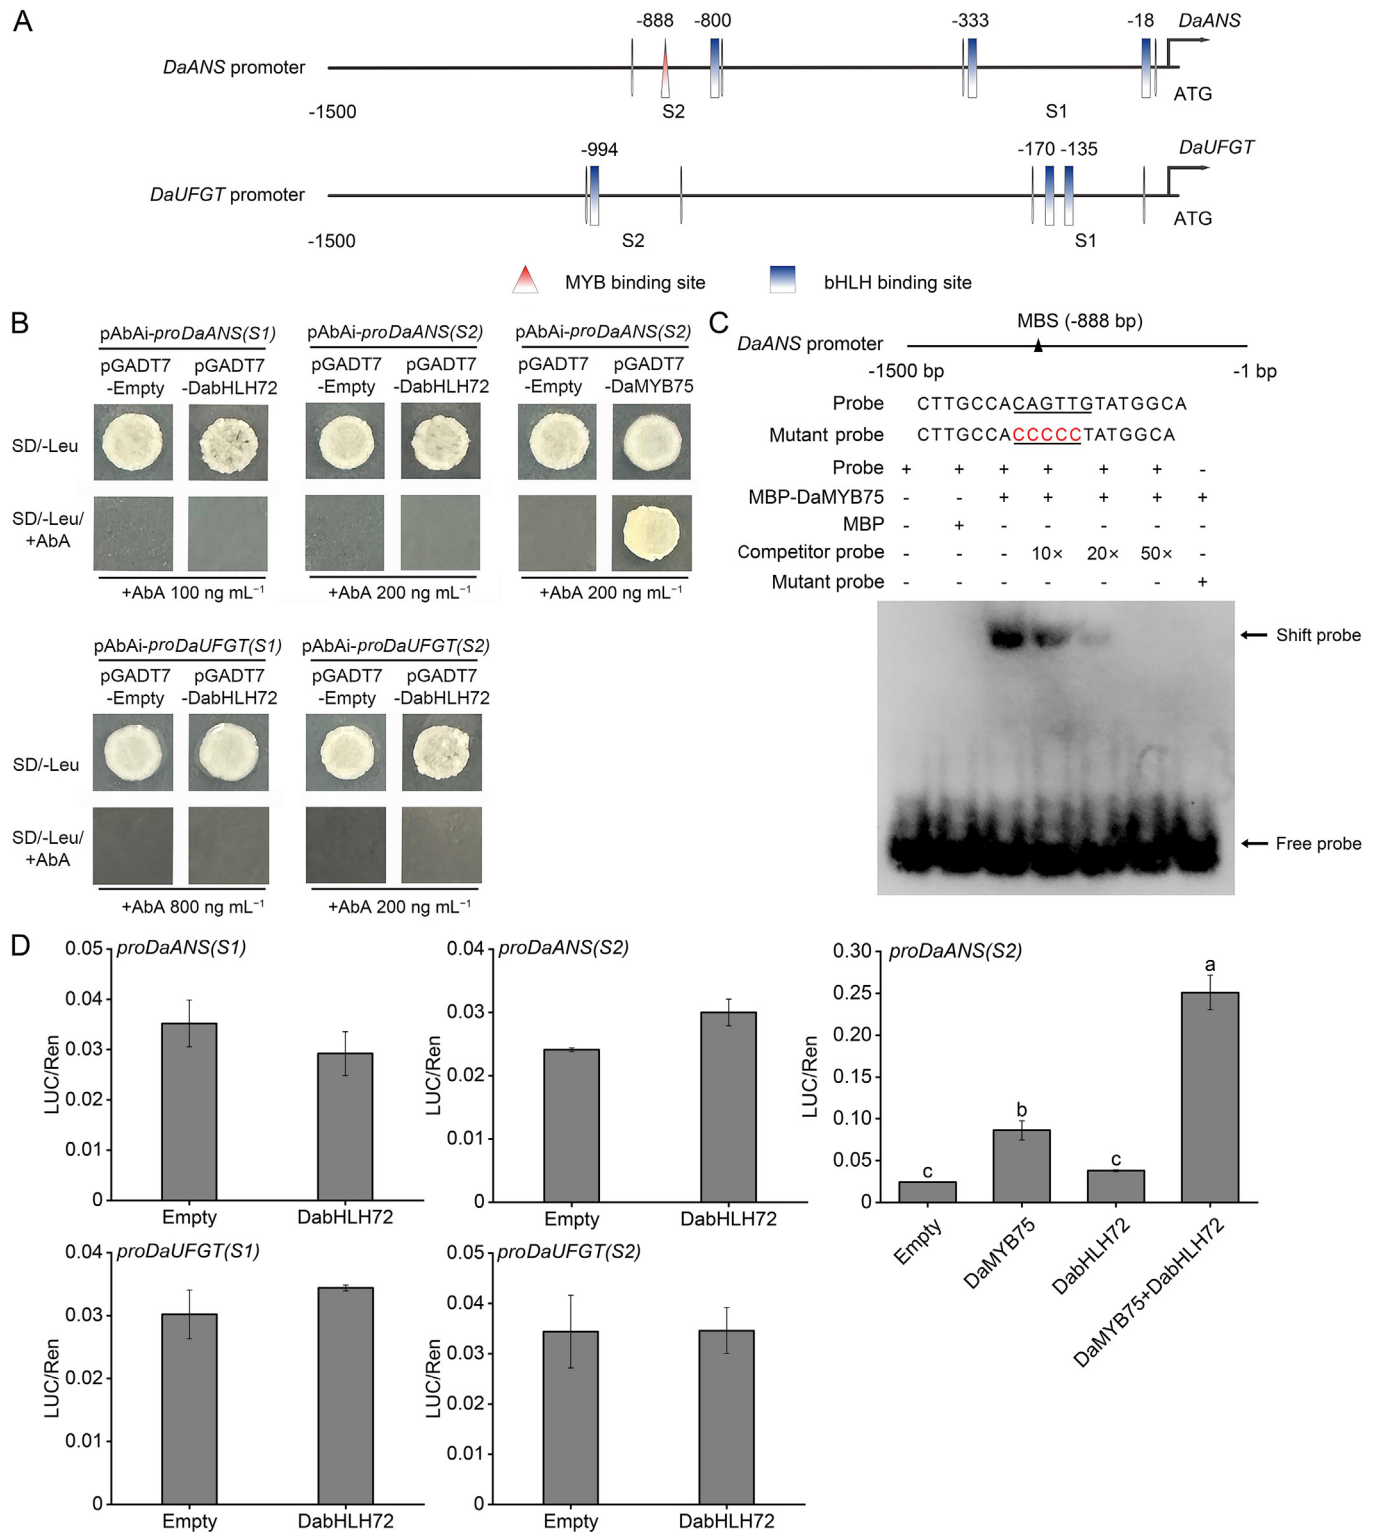 A
-888 -800 -333 -18 DaANS
DaANS promoter
ATG
-1500 S2 S1
-994 -170 -135 DaUFGT
DaUFGT promoter
ATG
-1500 S2 S1
MYB binding site bHLH binding site
B
pAbAi-proDaANS(S1) pAbAi-proDaANS(S2) pAbAi-proDaANS(S2)
pGADT7 pGADT7 pGADT7 pGADT7 pGADT7 pGADT7
-Empty -DabHLH72 -Empty -DabHLH72 -Empty -DaMYB75
SD/-Leu
SD/-Leu/
+AbA
+AbA 100 ng mL⁻¹ +AbA 200 ng mL⁻¹ +AbA 200 ng mL⁻¹
pAbAi-proDaUFGT(S1) pAbAi-proDaUFGT(S2)
pGADT7 pGADT7 pGADT7 pGADT7
-Empty -DabHLH72 -Empty -DabHLH72
SD/-Leu
SD/-Leu/
+AbA
+AbA 800 ng mL⁻¹ +AbA 200 ng mL⁻¹
C
MBS (-888 bp)
DaANS promoter
-1500 bp -1 bp
Probe CTTGCCACAGTTGTATGGCA
Mutant probe CTTGCCACCCCCTATGGCA
Probe + + + + + + -
MBP-DaMYB75 - - + + + + +
MBP - + - - - - -
Competitor probe - - - 10× 20× 50× -
Mutant probe - - - - - - +
Shift probe
Free probe
D
proDaANS(S1)
0.05
0.04
0.03
0.02
0.01
0
LUC/Ren
Empty DabHLH72
proDaANS(S2)
0.04
0.03
0.02
0.01
0
LUC/Ren
Empty DabHLH72
proDaANS(S2)
0.30
0.25
0.20
0.15
0.10
0.05
0
LUC/Ren
c b c a
Empty DaMYB75 DabHLH72 DaMYB75+DabHLH72
proDaUFGT(S1)
0.04
0.03
0.02
0.01
0
LUC/Ren
Empty DabHLH72
proDaUFGT(S2)
0.05
0.04
0.03
0.02
0.01
0
LUC/Ren
Empty DabHLH72